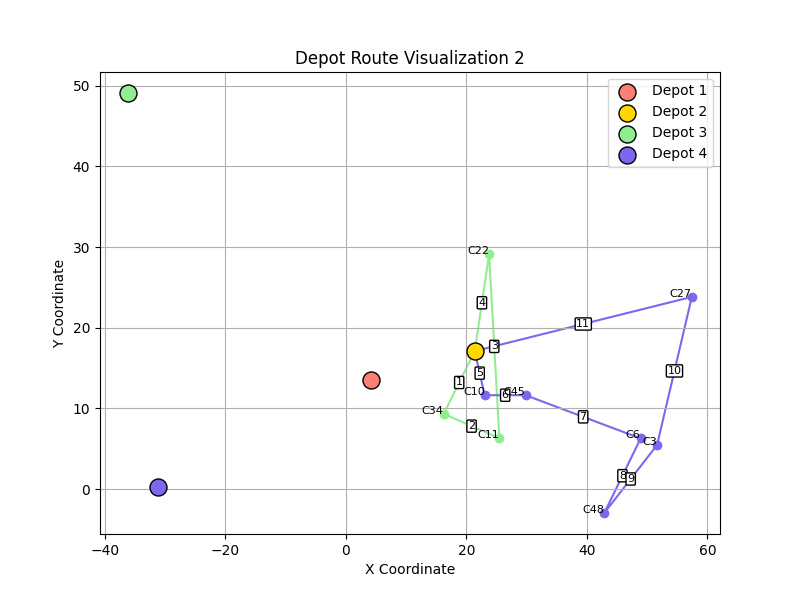 Depot Route Visualization 2
Depot 1
Depot 2
Depot 3
Depot 4
Y Coordinate
50
40
30
20
10
0
C22
C27
4
11
3
5
10
1
C10
6
C45
C34
7
2
C11
C6
C3
8
9
C48
−40
−20
0
20
40
60
X Coordinate